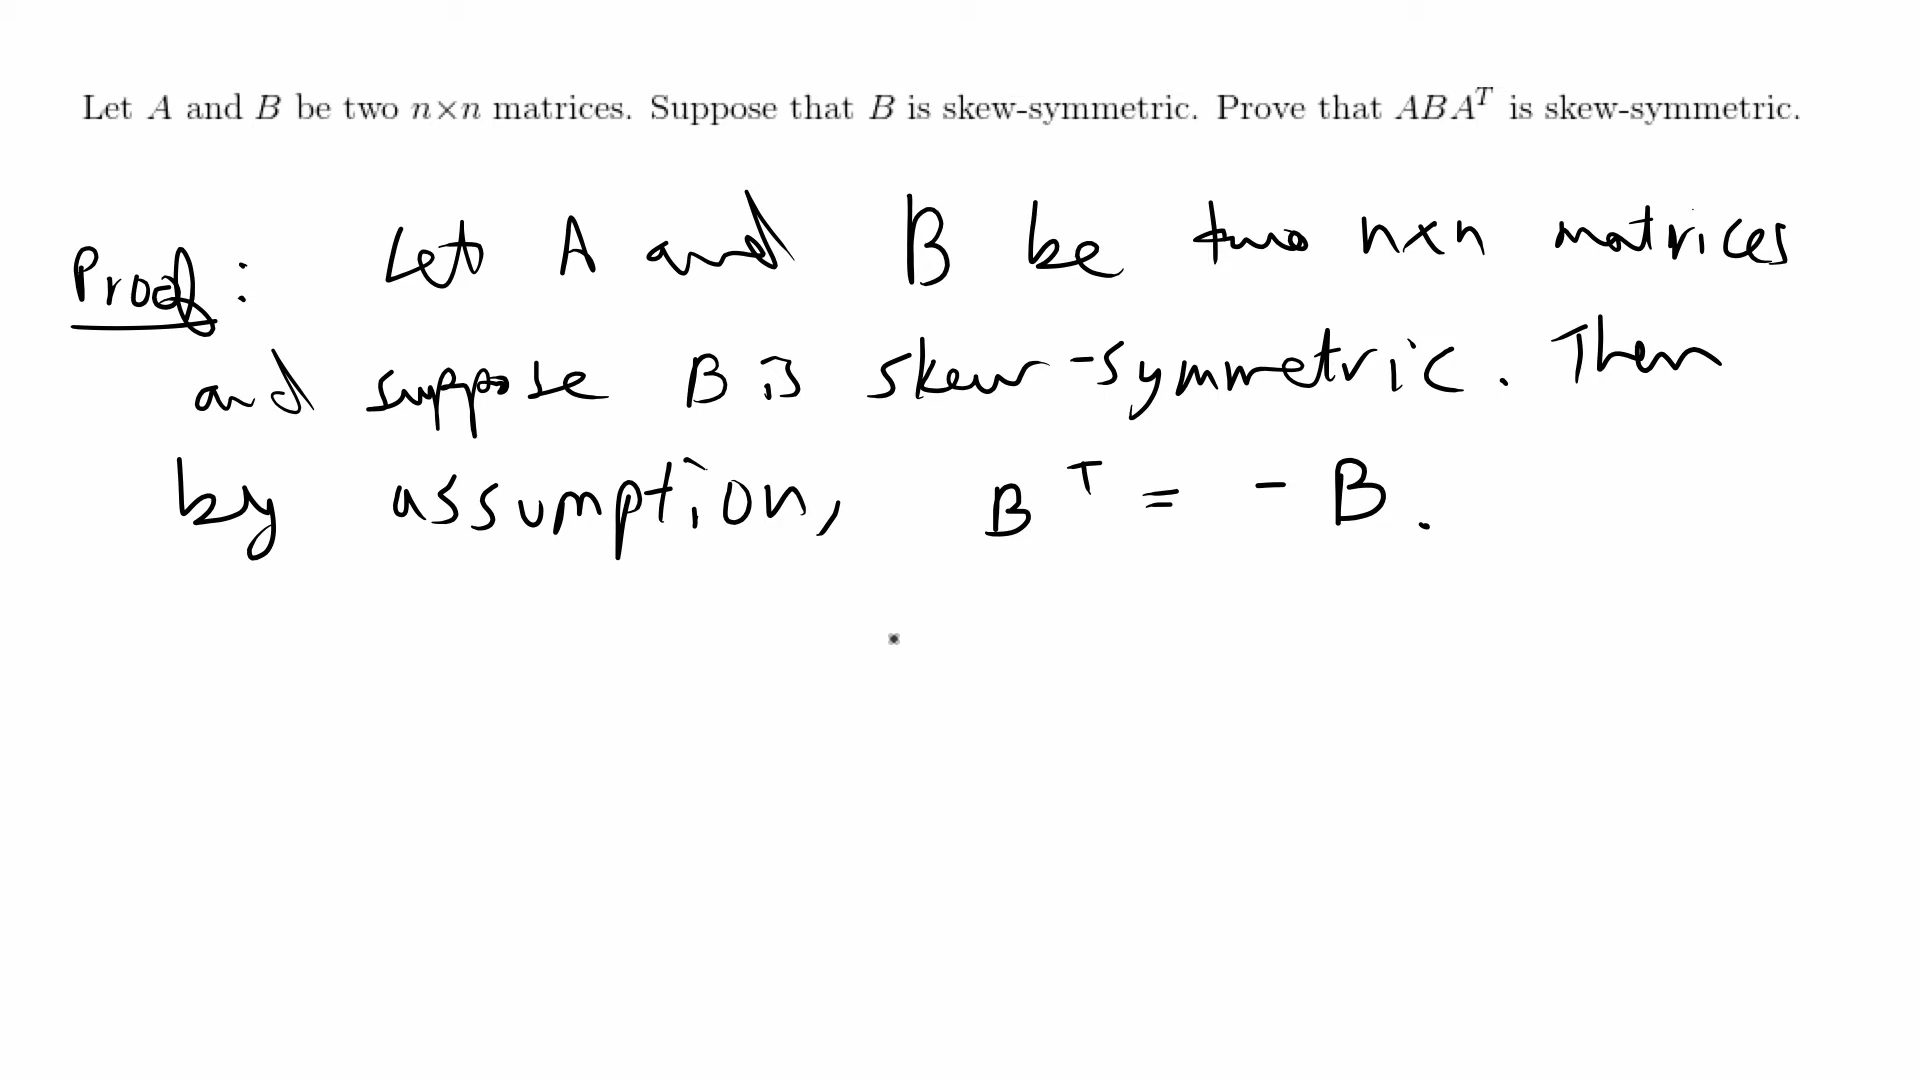 Let A and B be two n×n matrices. Suppose that B is skew-symmetric. Prove that ABA^T is skew-symmetric.
Proof: Let A and B be two n×n matrices
and suppose B is skew-symmetric. Then
by assumption, B^T = -B.